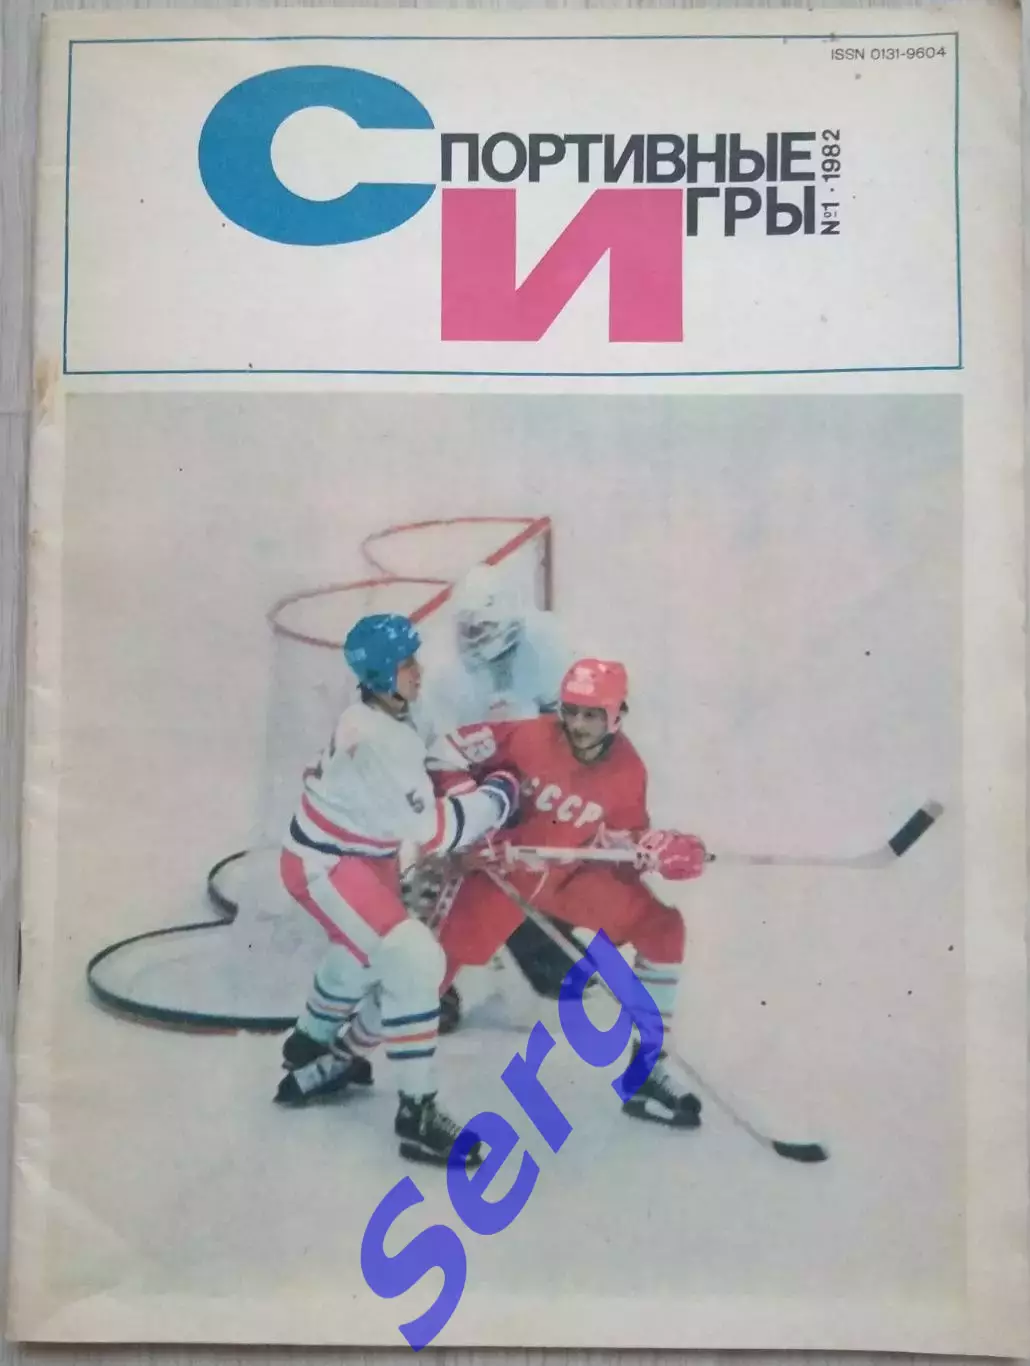 ISSN 0131-9604
СПОРТИВНЫЕ
ИГРЫ
№1·1982
5
СССР
Serg